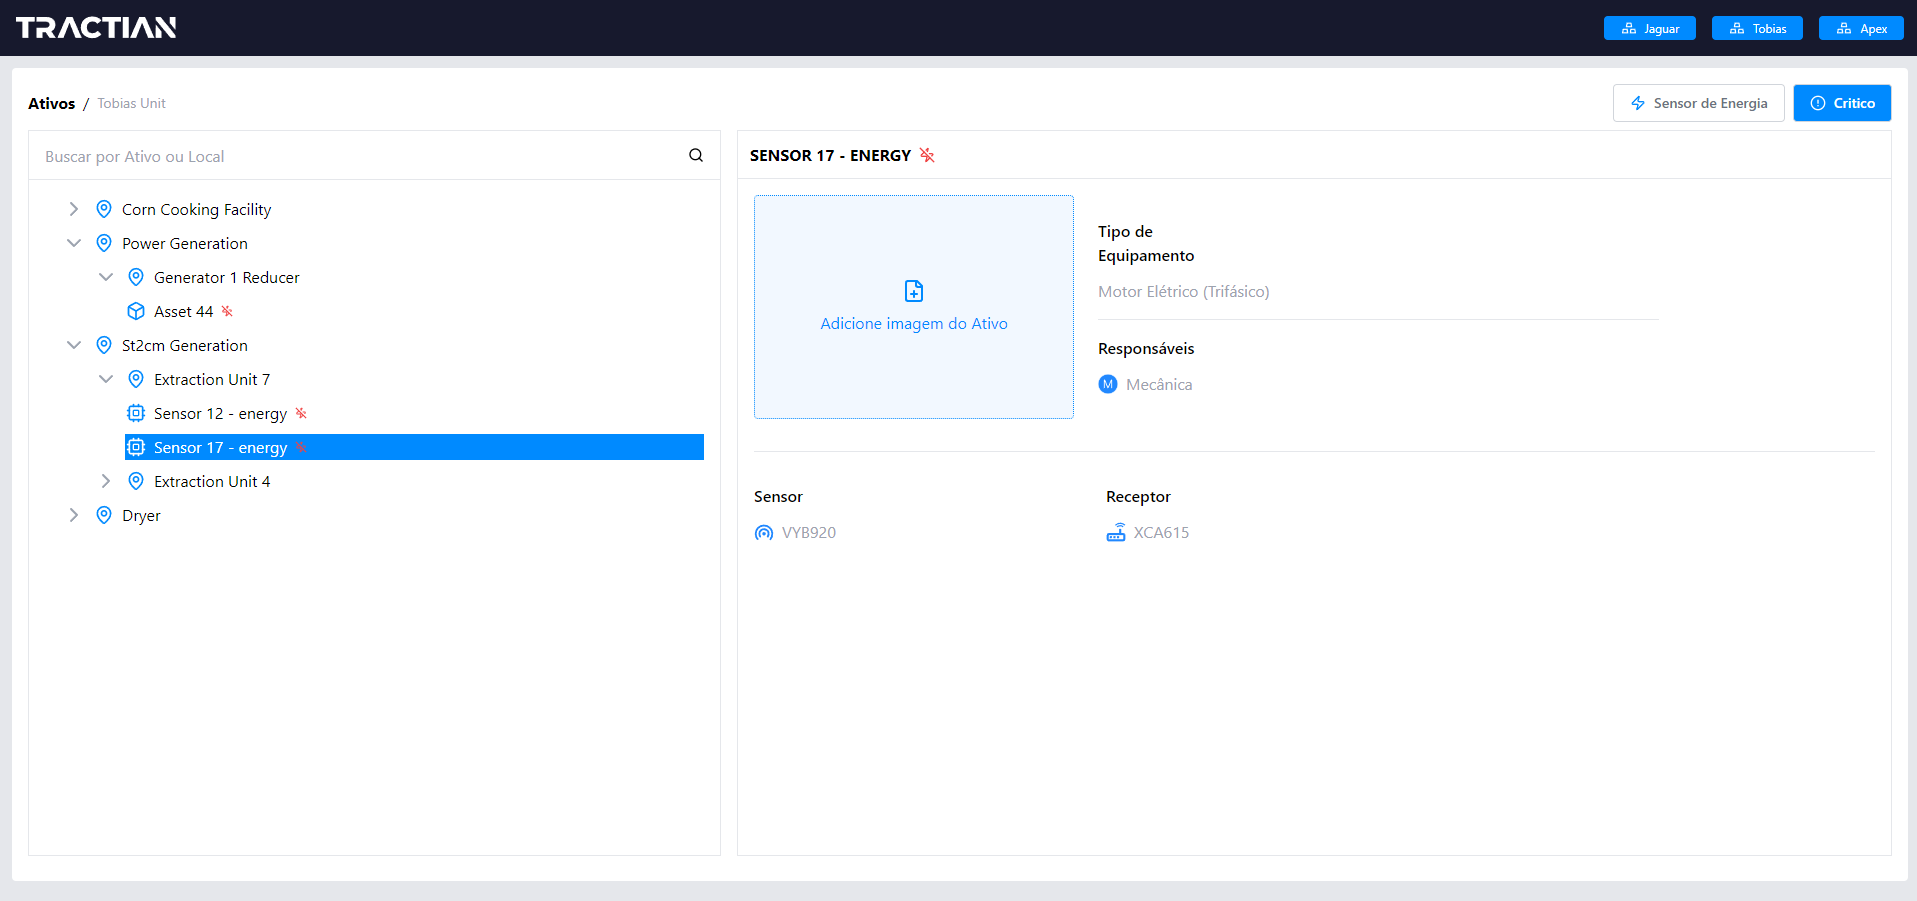 TRACTIAN
Jaguar
Tobias
Apex
Ativos / Tobias Unit
Sensor de Energia
Critico
Buscar por Ativo ou Local
Corn Cooking Facility
Power Generation
Generator 1 Reducer
Asset 44
St2cm Generation
Extraction Unit 7
Sensor 12 - energy
Sensor 17 - energy
Extraction Unit 4
Dryer
SENSOR 17 - ENERGY
Adicione imagem do Ativo
Tipo de
Equipamento
Motor Elétrico (Trifásico)
Responsáveis
M Mecânica
Sensor
VYB920
Receptor
XCA615